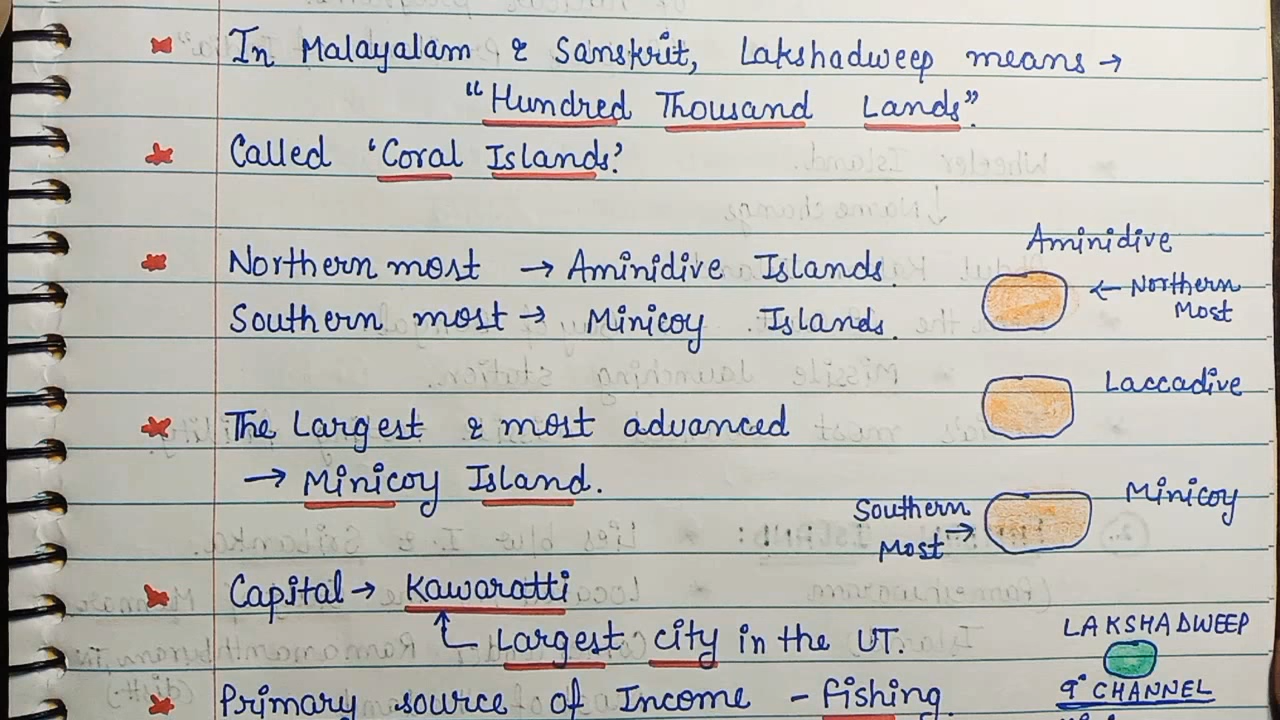 In Malayalam & Sanskrit, Lakshadweep means →
"Hundred Thousand Lands".
Called 'Coral Islands'.
Northern most → Aminidive Islands.
Southern most → Minicoy Islands.
Aminidive
← Northern Most
Laccadive
Minicoy
Southern Most →
The Largest & most advanced
→ Minicoy Island.
Capital → Kawaratti
Largest city in the UT.
Primary source of Income - fishing.
LAKSHADWEEP
9° CHANNEL